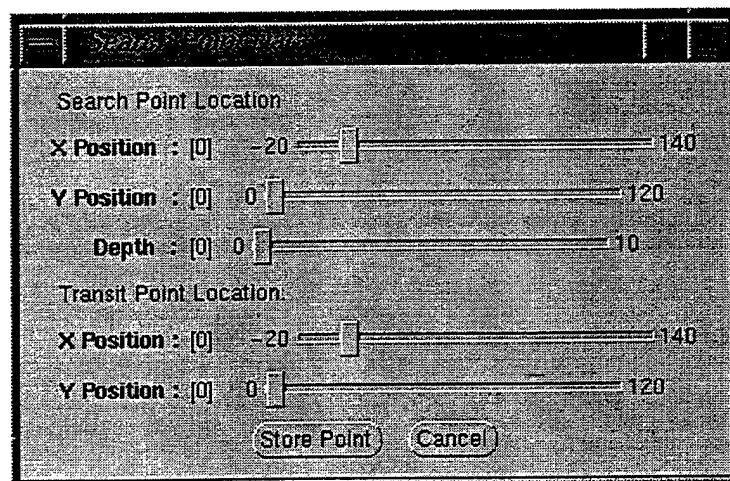 Search Point Location
X Position : [0] -20 140
Y Position : [0] 0 120
Depth : [0] 0 10
Transit Point Location:
X Position : [0] -20 140
Y Position : [0] 0 120
Store Point Cancel